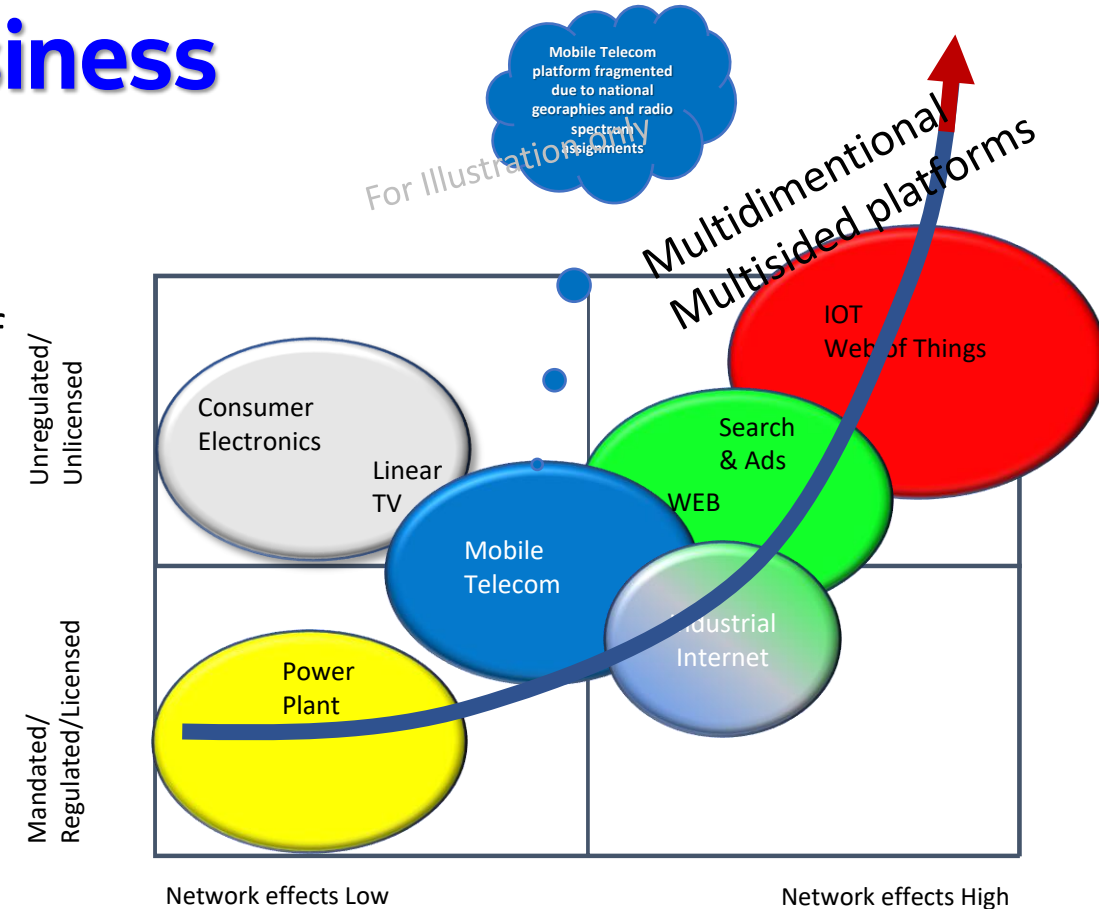 siness
Mobile Telecom
platform fragmented
due to national
georaphies and radio
spectrum
assignments
For Illustration only
Multidimentional
Multisided platforms
Unregulated/
Unlicensed
IOT
Web of Things
Consumer
Electronics
Linear
TV
Search
& Ads
WEB
Mobile
Telecom
Industrial
Internet
Mandated/
Regulated/Licensed
Power
Plant
Network effects Low
Network effects High